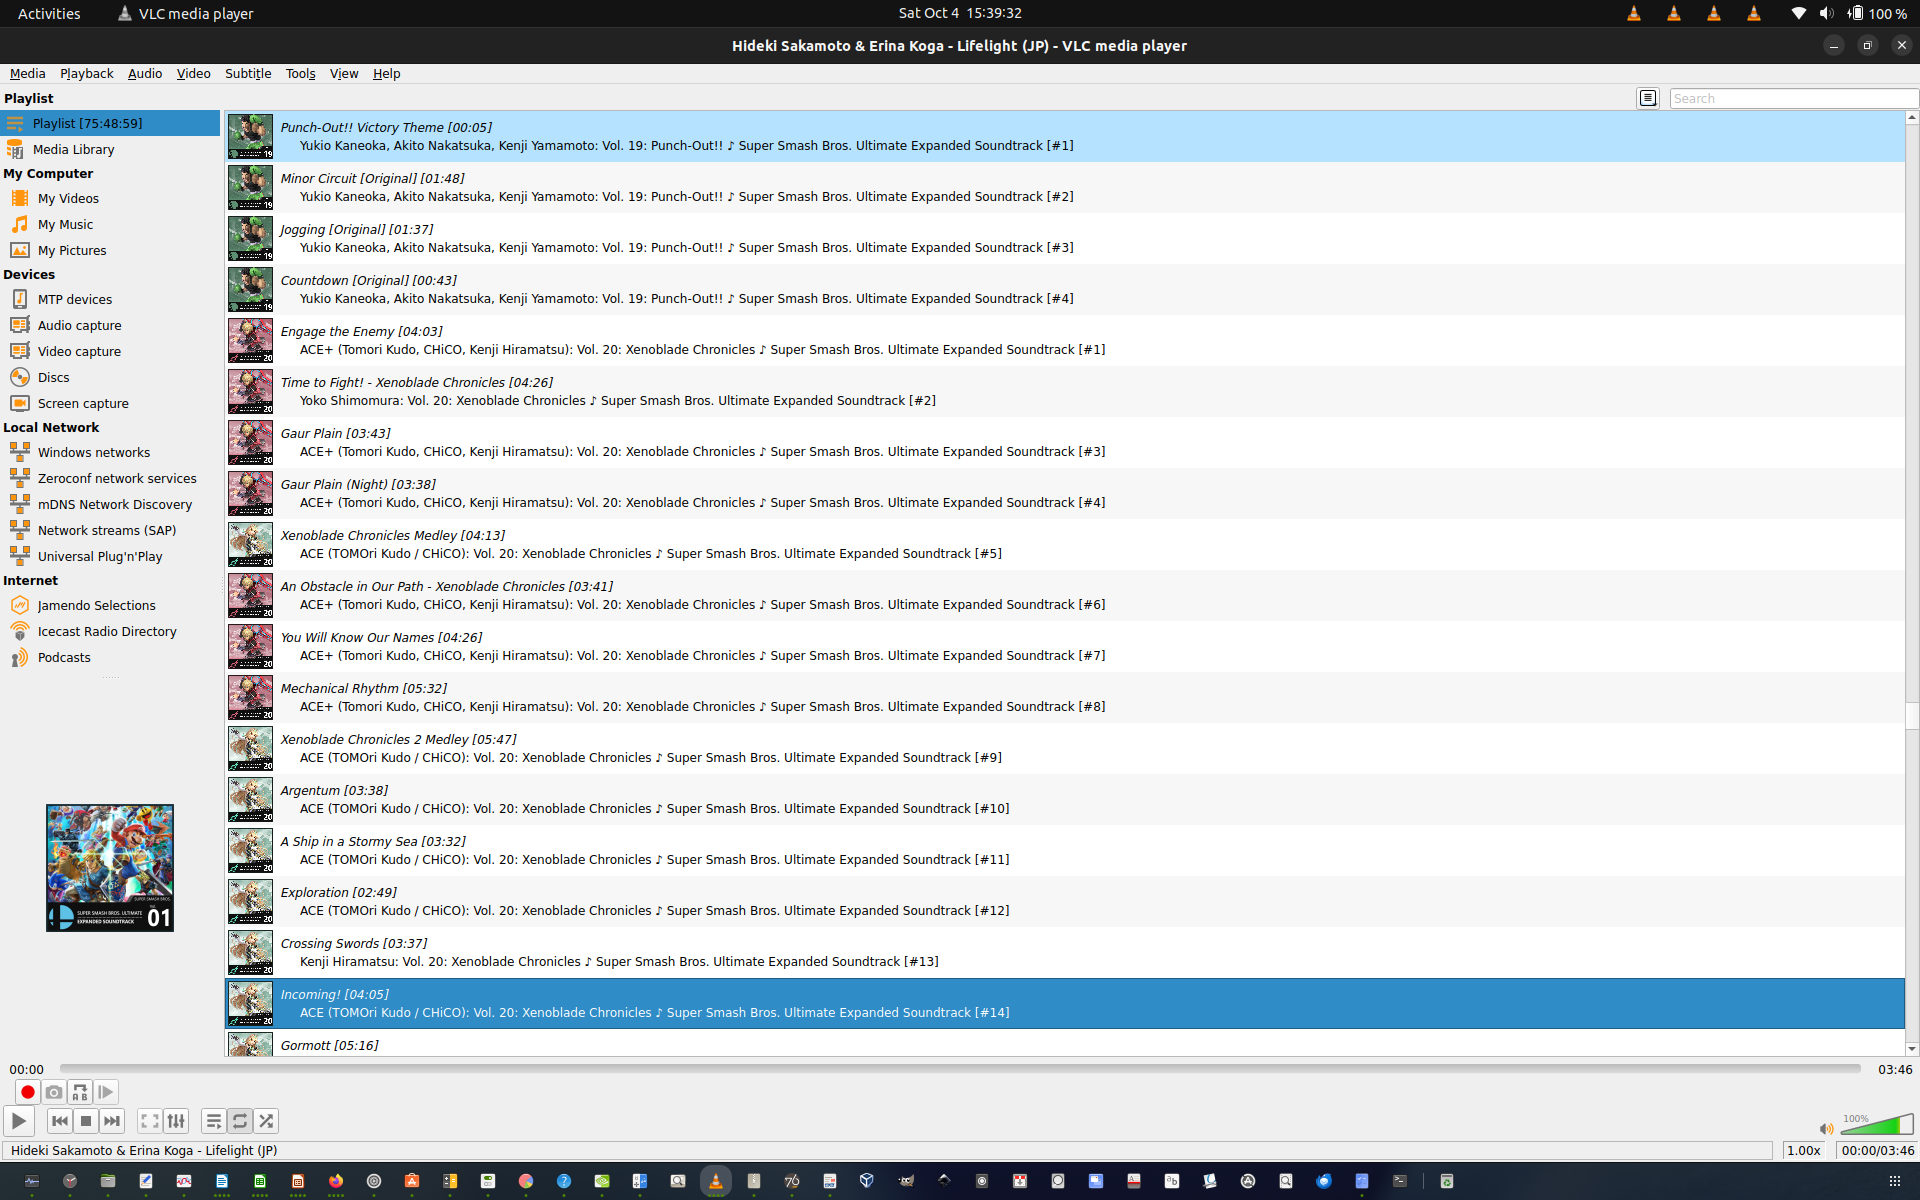 Activities
VLC media player
Sat Oct 4  15:39:32
100 %
Hideki Sakamoto & Erina Koga - Lifelight (JP) - VLC media player
Media Playback Audio Video Subtitle Tools View Help
Playlist
Search
Playlist [75:48:59]
Media Library
My Computer
My Videos
My Music
My Pictures
Devices
MTP devices
Audio capture
Video capture
Discs
Screen capture
Local Network
Windows networks
Zeroconf network services
mDNS Network Discovery
Network streams (SAP)
Universal Plug'n'Play
Internet
Jamendo Selections
Icecast Radio Directory
Podcasts
Punch-Out!! Victory Theme [00:05]
Yukio Kaneoka, Akito Nakatsuka, Kenji Yamamoto: Vol. 19: Punch-Out!! ♪ Super Smash Bros. Ultimate Expanded Soundtrack [#1]
Minor Circuit [Original] [01:48]
Yukio Kaneoka, Akito Nakatsuka, Kenji Yamamoto: Vol. 19: Punch-Out!! ♪ Super Smash Bros. Ultimate Expanded Soundtrack [#2]
Jogging [Original] [01:37]
Yukio Kaneoka, Akito Nakatsuka, Kenji Yamamoto: Vol. 19: Punch-Out!! ♪ Super Smash Bros. Ultimate Expanded Soundtrack [#3]
Countdown [Original] [00:43]
Yukio Kaneoka, Akito Nakatsuka, Kenji Yamamoto: Vol. 19: Punch-Out!! ♪ Super Smash Bros. Ultimate Expanded Soundtrack [#4]
Engage the Enemy [04:03]
ACE+ (Tomori Kudo, CHiCO, Kenji Hiramatsu): Vol. 20: Xenoblade Chronicles ♪ Super Smash Bros. Ultimate Expanded Soundtrack [#1]
Time to Fight! - Xenoblade Chronicles [04:26]
Yoko Shimomura: Vol. 20: Xenoblade Chronicles ♪ Super Smash Bros. Ultimate Expanded Soundtrack [#2]
Gaur Plain [03:43]
ACE+ (Tomori Kudo, CHiCO, Kenji Hiramatsu): Vol. 20: Xenoblade Chronicles ♪ Super Smash Bros. Ultimate Expanded Soundtrack [#3]
Gaur Plain (Night) [03:38]
ACE+ (Tomori Kudo, CHiCO, Kenji Hiramatsu): Vol. 20: Xenoblade Chronicles ♪ Super Smash Bros. Ultimate Expanded Soundtrack [#4]
Xenoblade Chronicles Medley [04:13]
ACE (TOMOri Kudo / CHiCO): Vol. 20: Xenoblade Chronicles ♪ Super Smash Bros. Ultimate Expanded Soundtrack [#5]
An Obstacle in Our Path - Xenoblade Chronicles [03:41]
ACE+ (Tomori Kudo, CHiCO, Kenji Hiramatsu): Vol. 20: Xenoblade Chronicles ♪ Super Smash Bros. Ultimate Expanded Soundtrack [#6]
You Will Know Our Names [04:26]
ACE+ (Tomori Kudo, CHiCO, Kenji Hiramatsu): Vol. 20: Xenoblade Chronicles ♪ Super Smash Bros. Ultimate Expanded Soundtrack [#7]
Mechanical Rhythm [05:32]
ACE+ (Tomori Kudo, CHiCO, Kenji Hiramatsu): Vol. 20: Xenoblade Chronicles ♪ Super Smash Bros. Ultimate Expanded Soundtrack [#8]
Xenoblade Chronicles 2 Medley [05:47]
ACE (TOMOri Kudo / CHiCO): Vol. 20: Xenoblade Chronicles ♪ Super Smash Bros. Ultimate Expanded Soundtrack [#9]
Argentum [03:38]
ACE (TOMOri Kudo / CHiCO): Vol. 20: Xenoblade Chronicles ♪ Super Smash Bros. Ultimate Expanded Soundtrack [#10]
A Ship in a Stormy Sea [03:32]
ACE (TOMOri Kudo / CHiCO): Vol. 20: Xenoblade Chronicles ♪ Super Smash Bros. Ultimate Expanded Soundtrack [#11]
Exploration [02:49]
ACE (TOMOri Kudo / CHiCO): Vol. 20: Xenoblade Chronicles ♪ Super Smash Bros. Ultimate Expanded Soundtrack [#12]
Crossing Swords [03:37]
Kenji Hiramatsu: Vol. 20: Xenoblade Chronicles ♪ Super Smash Bros. Ultimate Expanded Soundtrack [#13]
Incoming! [04:05]
ACE (TOMOri Kudo / CHiCO): Vol. 20: Xenoblade Chronicles ♪ Super Smash Bros. Ultimate Expanded Soundtrack [#14]
Gormott [05:16]
SUPER SMASH BROS. ULTIMATE
EXPANDED SOUNDTRACK
01
00:00
03:46
100%
Hideki Sakamoto & Erina Koga - Lifelight (JP)
1.00x
00:00/03:46